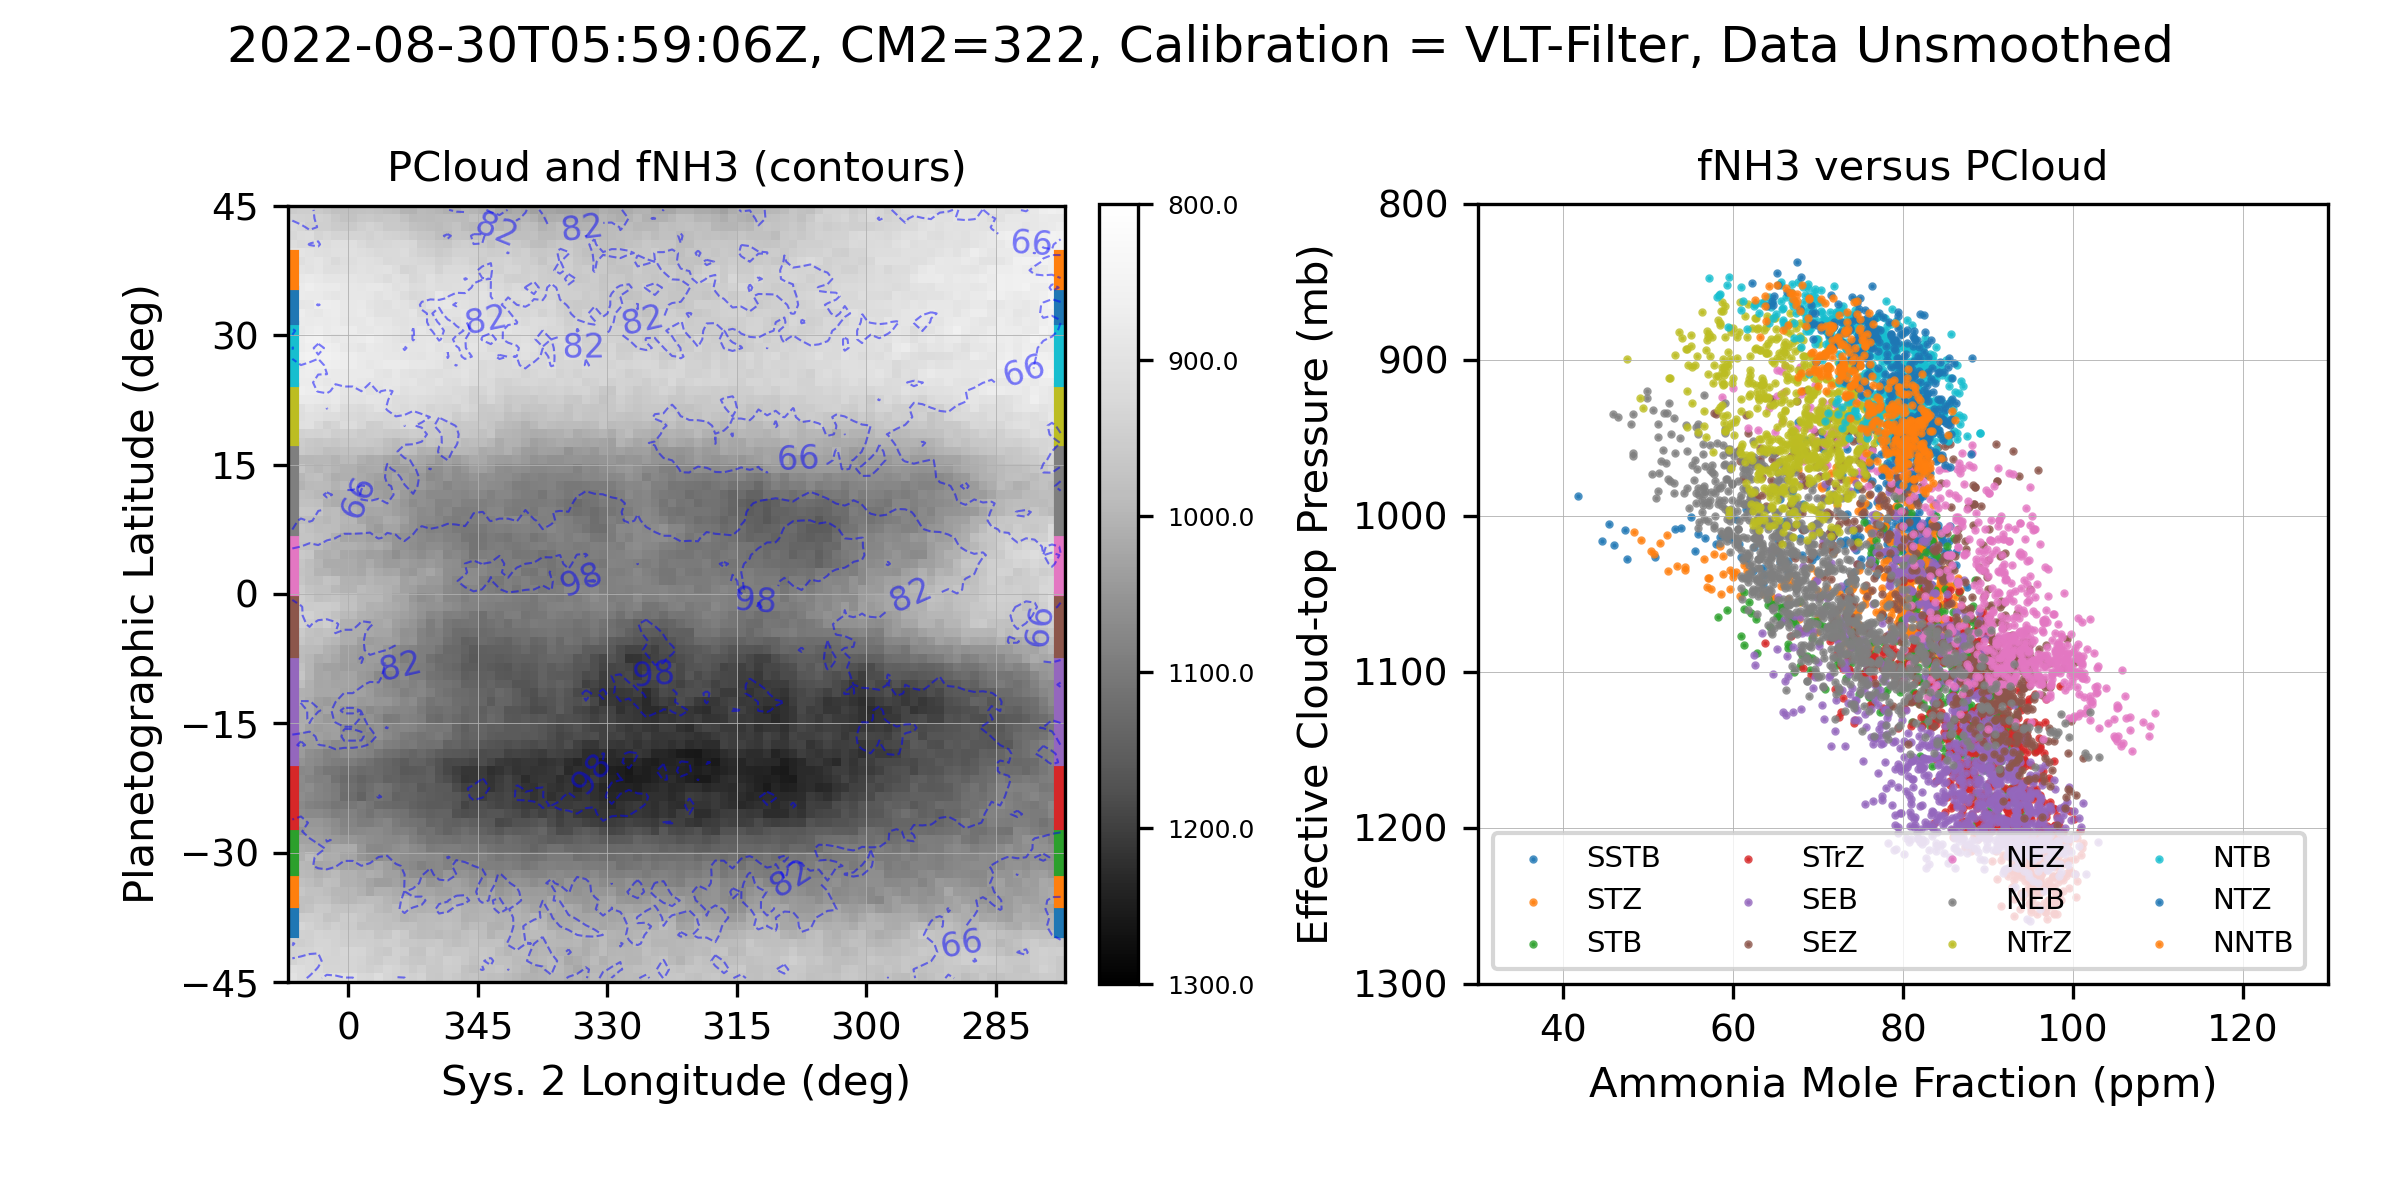 2022-08-30T05:59:06Z, CM2=322, Calibration = VLT-Filter, Data Unsmoothed
PCloud and fNH3 (contours)
Planetographic Latitude (deg)
45
30
15
0
−15
−30
−45
82
82
66
82
82
82
66
66
66
98
98
82
66
82
98
98
82
66
0
345
330
315
300
285
Sys. 2 Longitude (deg)
800.0
900.0
1000.0
1100.0
1200.0
1300.0
fNH3 versus PCloud
Effective Cloud-top Pressure (mb)
800
900
1000
1100
1200
1300
SSTB
STZ
STB
STrZ
SEB
SEZ
NEZ
NEB
NTrZ
NTB
NTZ
NNTB
40
60
80
100
120
Ammonia Mole Fraction (ppm)